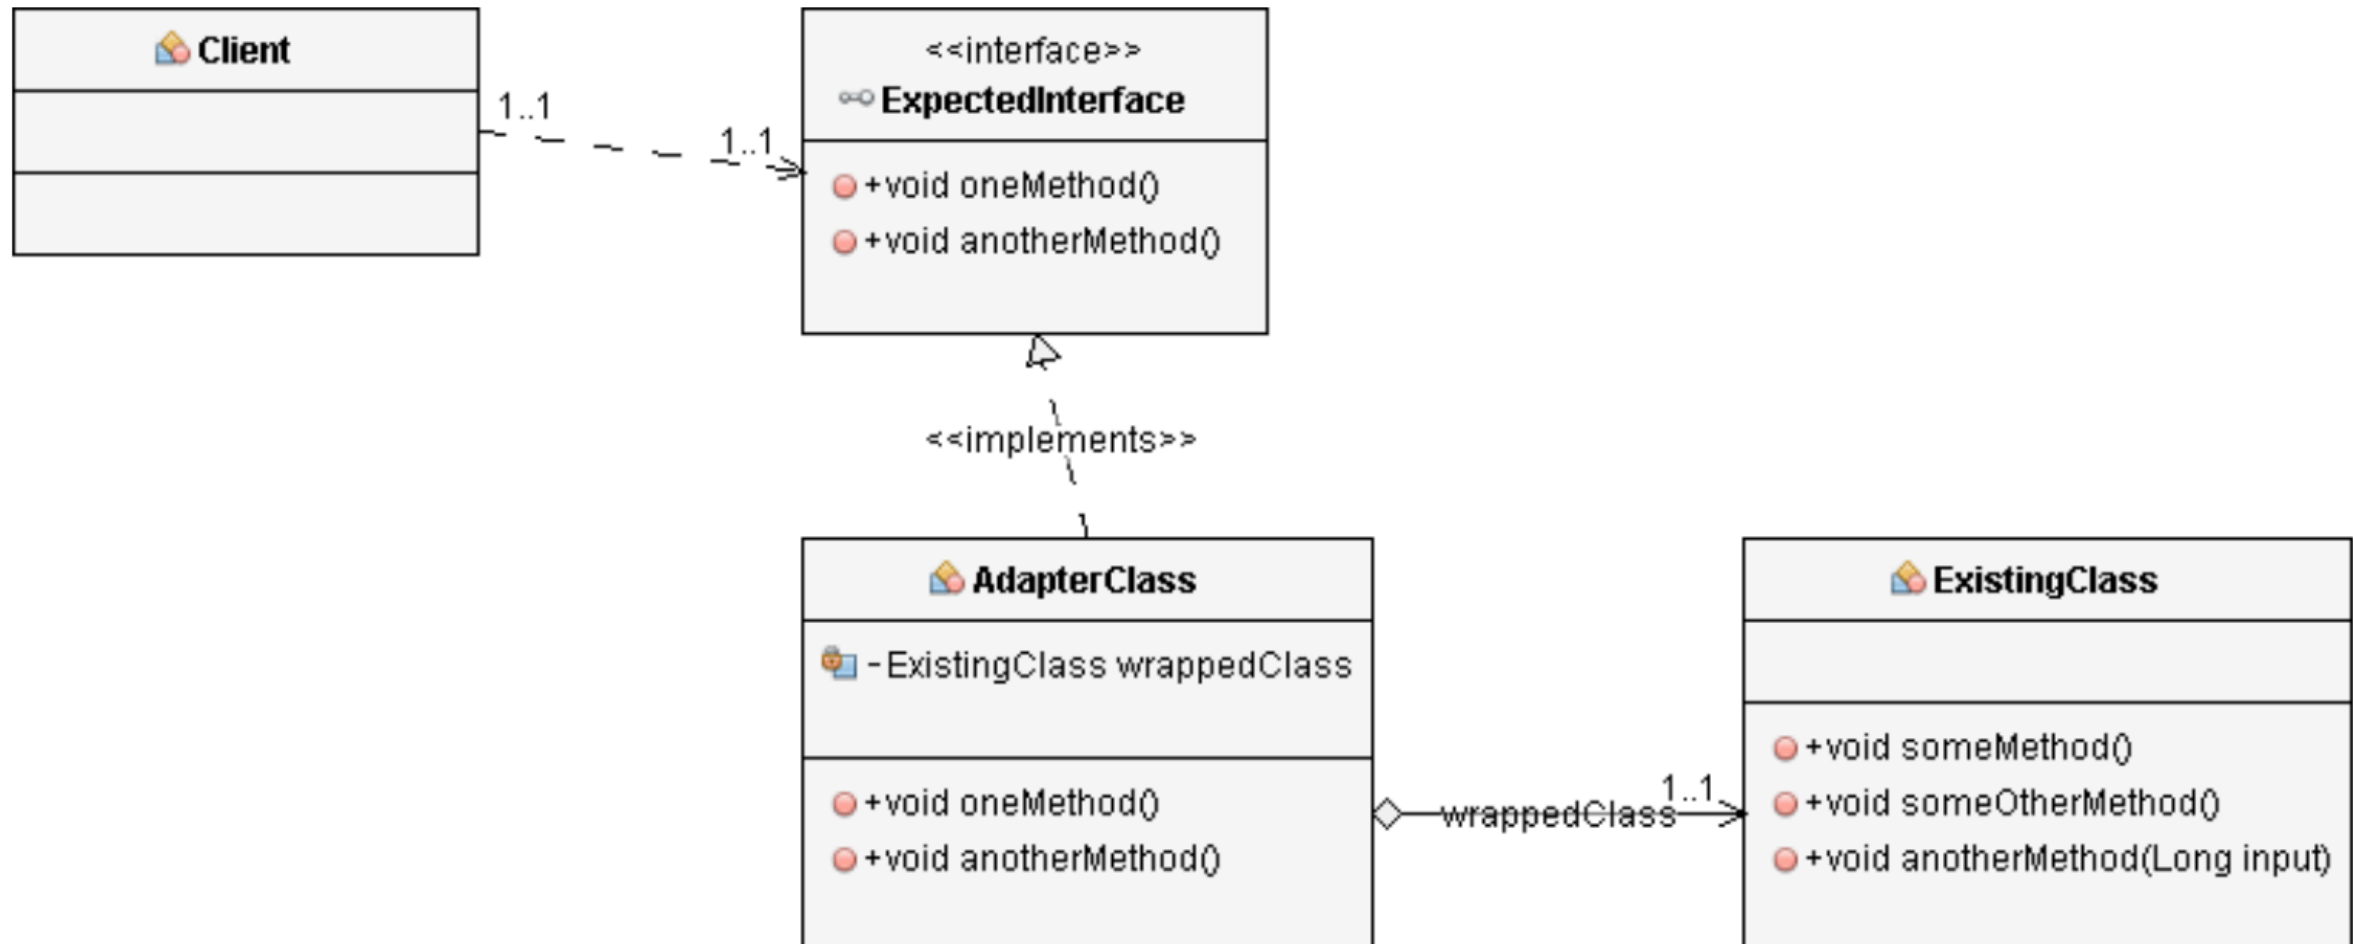 Client
1..1
1..1
<<interface>>
ExpectedInterface
+void oneMethod()
+void anotherMethod()
<<implements>>
AdapterClass
-ExistingClass wrappedClass
+void oneMethod()
+void anotherMethod()
wrappedClass
1..1
ExistingClass
+void someMethod()
+void someOtherMethod()
+void anotherMethod(Long input)